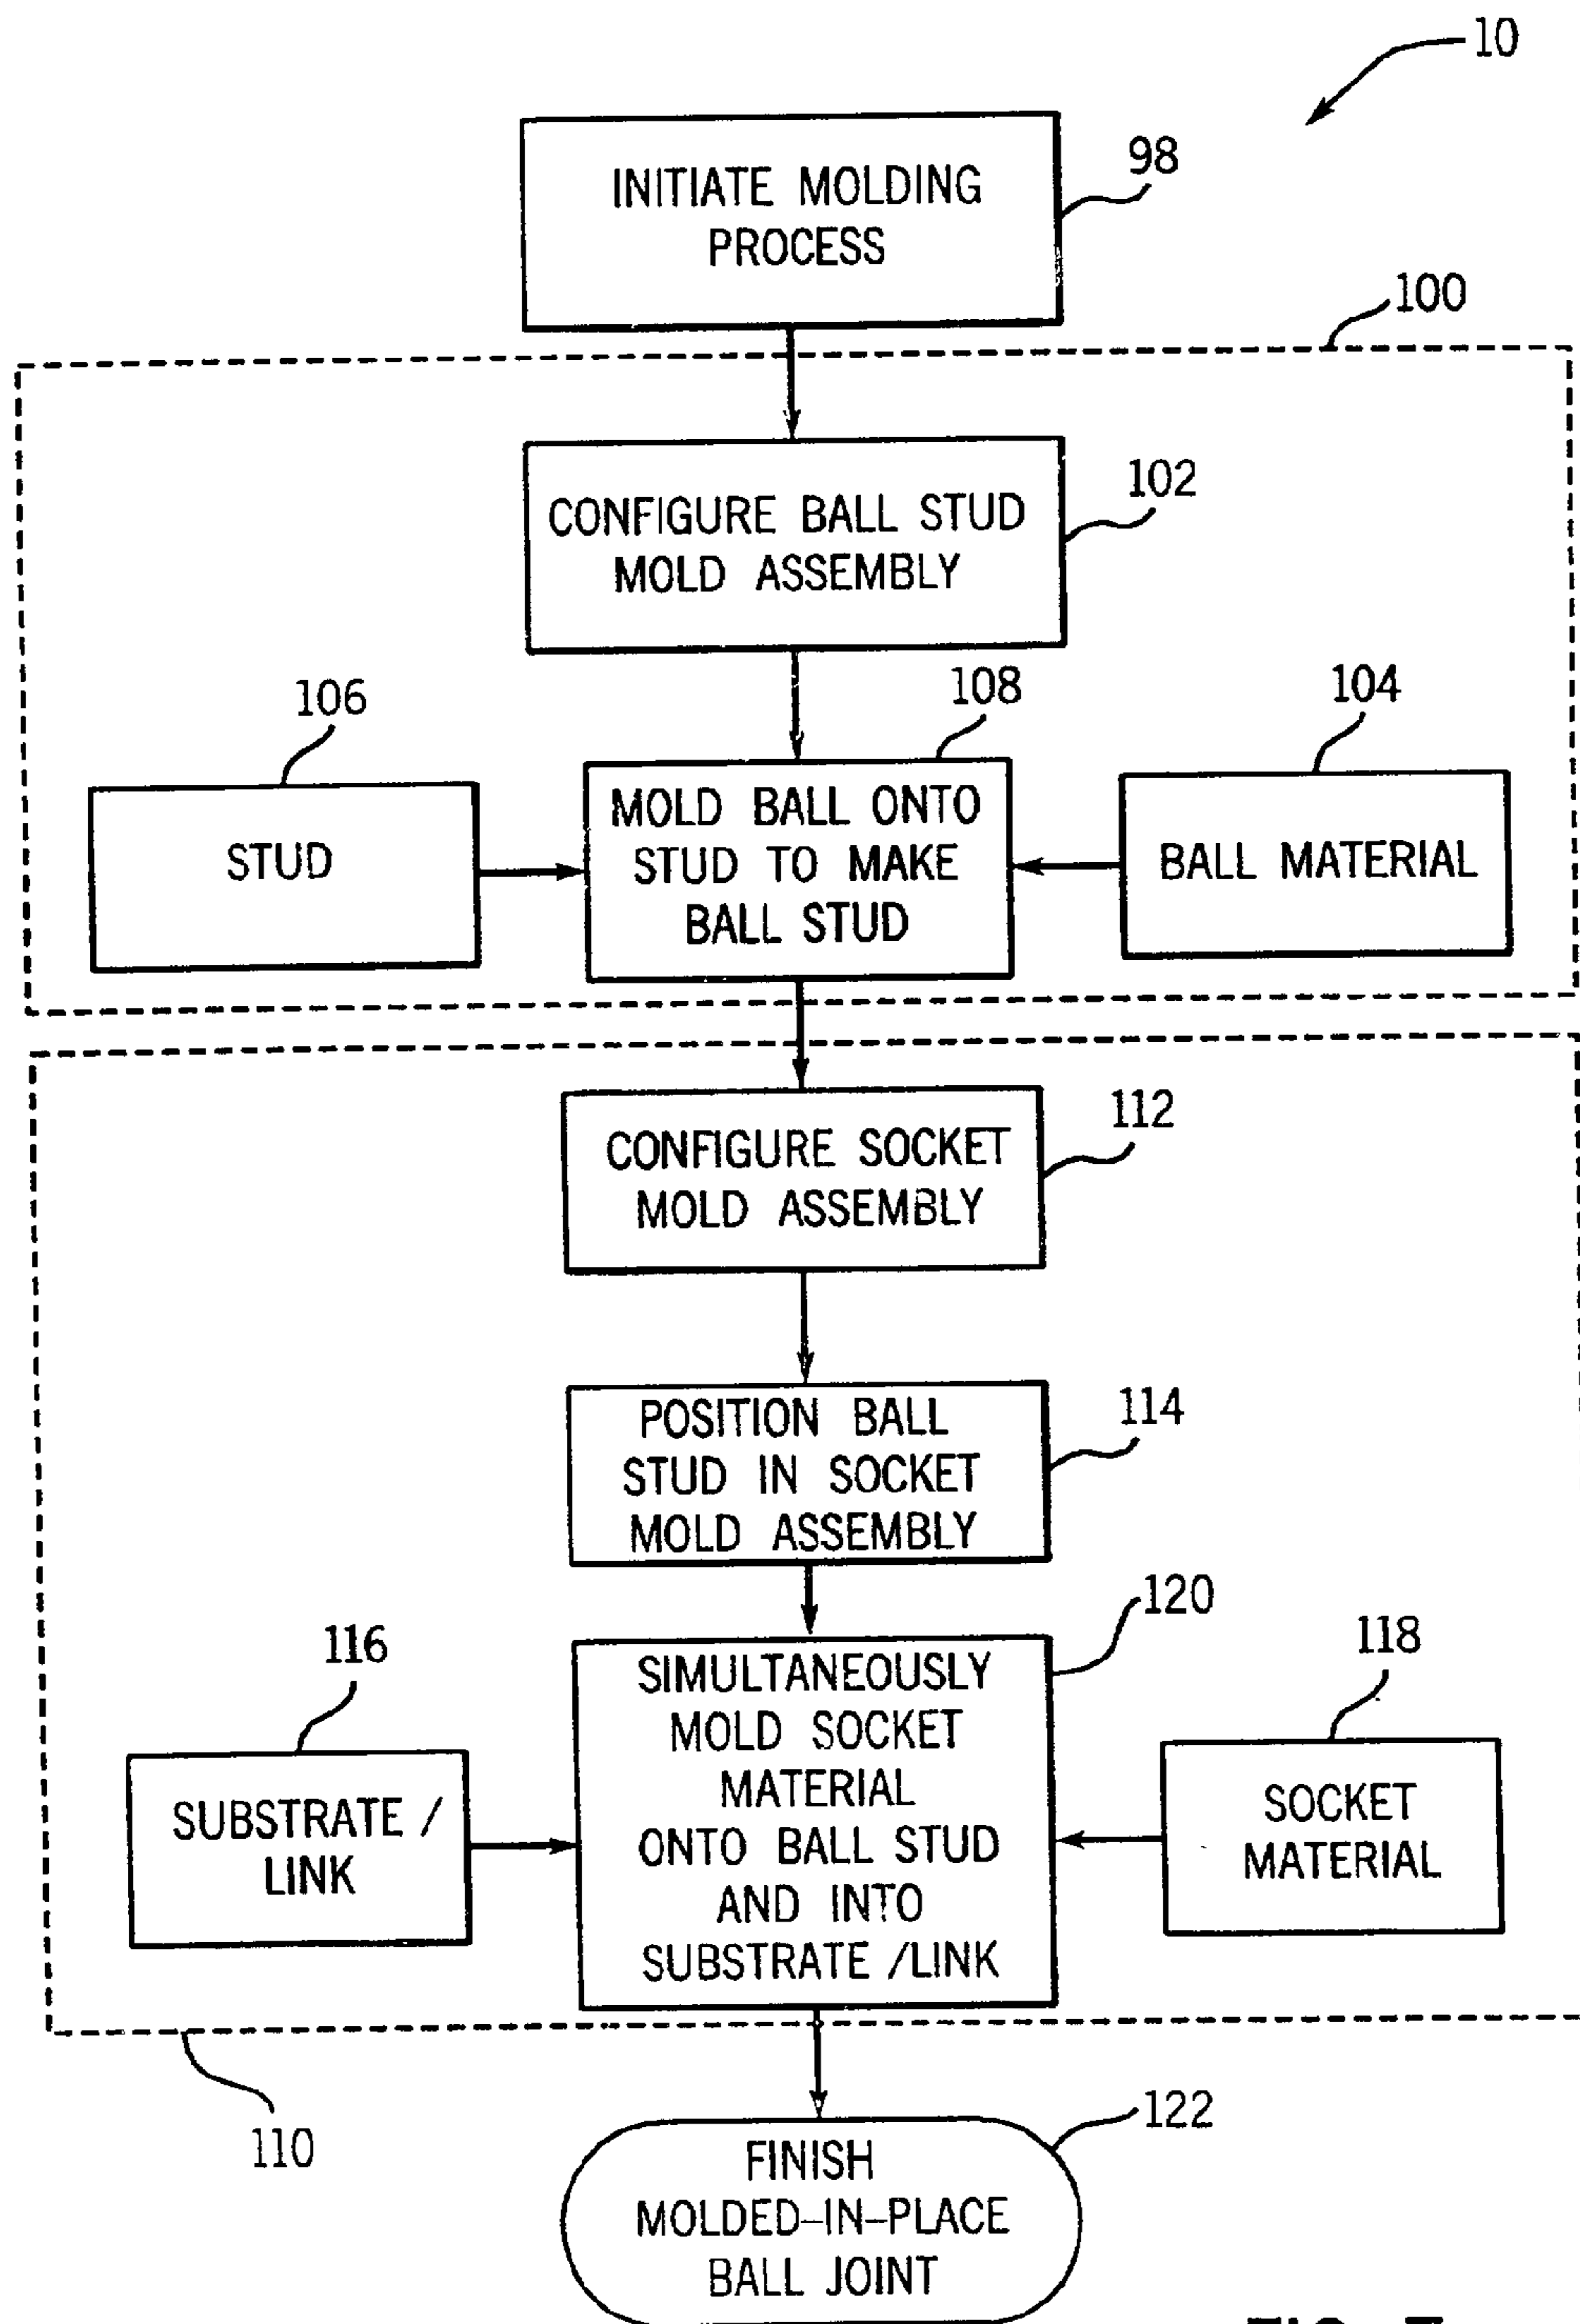 10
INITIATE MOLDING
PROCESS
98
100
CONFIGURE BALL STUD
MOLD ASSEMBLY
102
106
108
104
STUD
MOLD BALL ONTO
STUD TO MAKE
BALL STUD
BALL MATERIAL
CONFIGURE SOCKET
MOLD ASSEMBLY
112
POSITION BALL
STUD IN SOCKET
MOLD ASSEMBLY
114
116
120
118
SUBSTRATE /
LINK
SIMULTANEOUSLY
MOLD SOCKET
MATERIAL
ONTO BALL STUD
AND INTO
SUBSTRATE /LINK
SOCKET
MATERIAL
110
122
FINISH
MOLDED-IN-PLACE
BALL JOINT